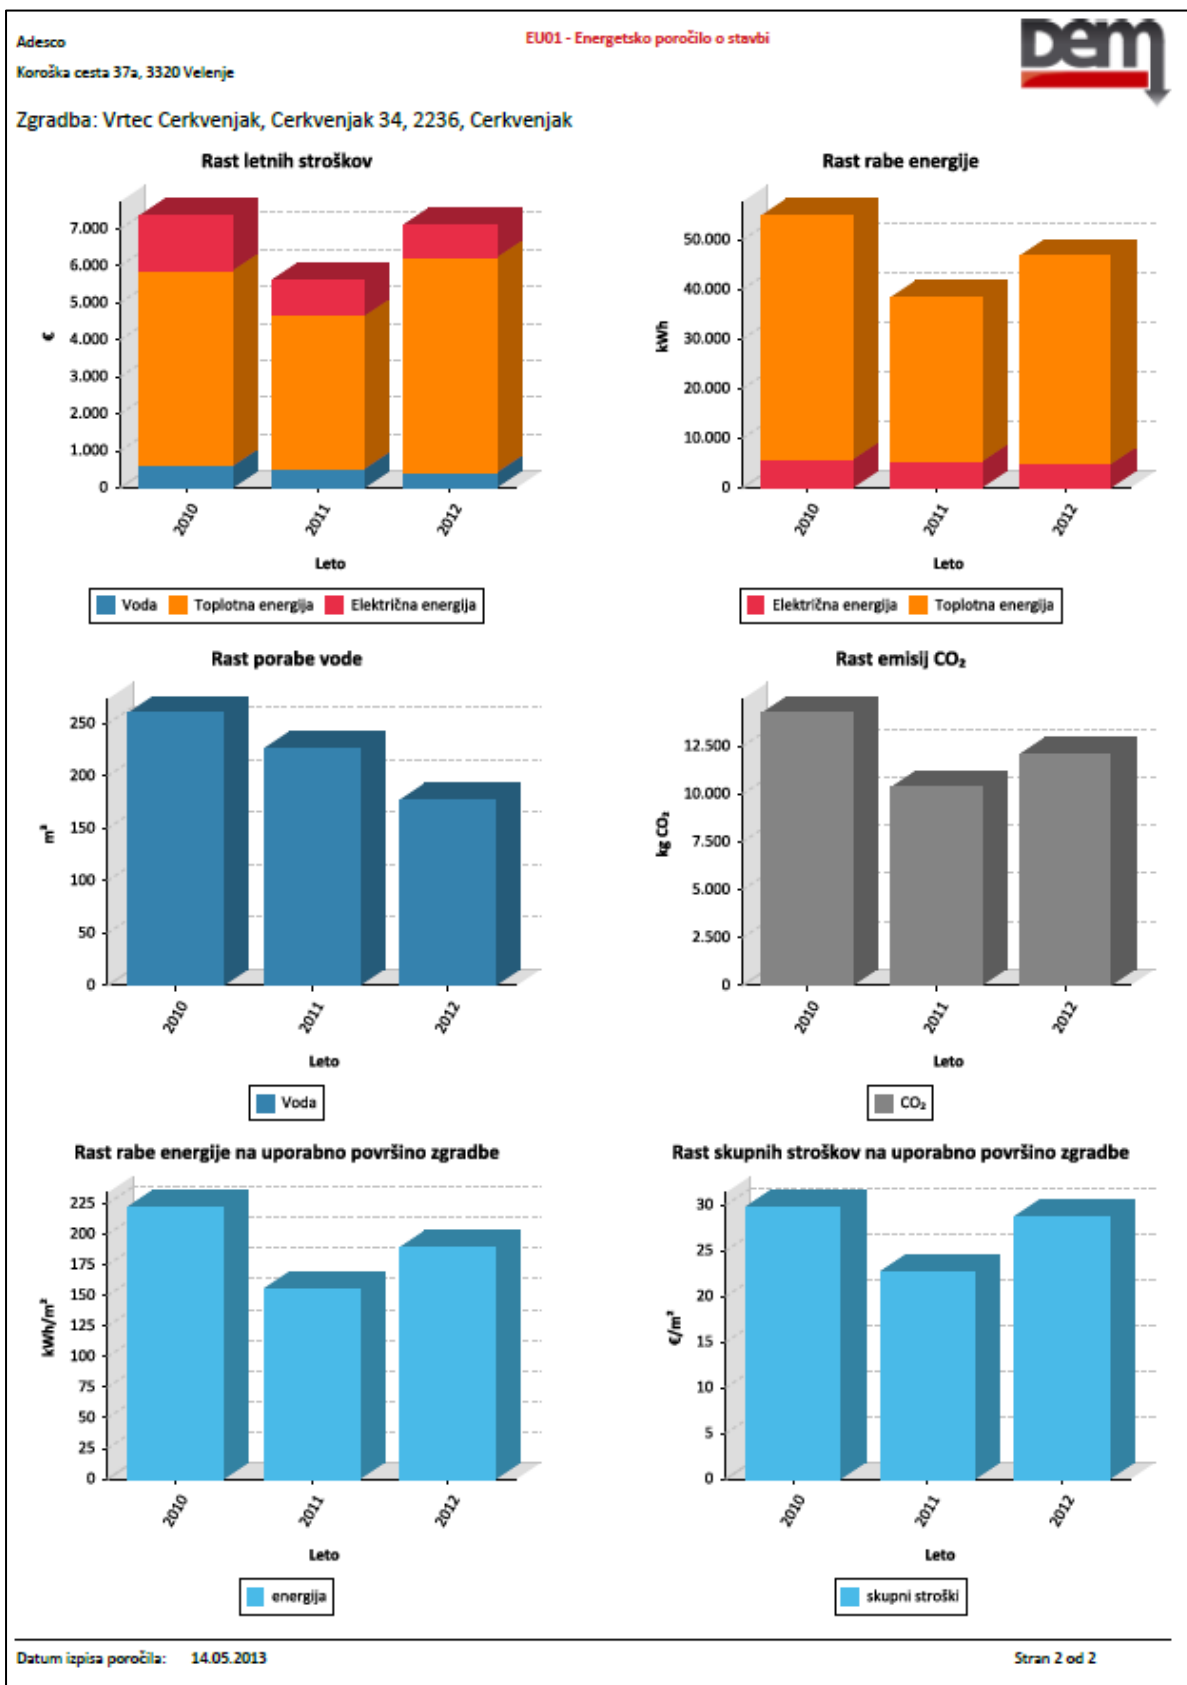 Adesco
EU01 - Energetsko poročilo o stavbi
Dem
Koroška cesta 37a, 3320 Velenje
Zgradba: Vrtec Cerkvenjak, Cerkvenjak 34, 2236, Cerkvenjak
Rast letnih stroškov
7.000
6.000
5.000
4.000
3.000
2.000
1.000
0
€
2010
2011
2012
Leto
Voda Toplotna energija Električna energija
Rast rabe energije
50.000
40.000
30.000
20.000
10.000
0
kWh
2010
2011
2012
Leto
Električna energija Toplotna energija
Rast porabe vode
250
200
150
100
50
0
m³
2010
2011
2012
Leto
Voda
Rast emisij CO₂
12.500
10.000
7.500
5.000
2.500
0
kg CO₂
2010
2011
2012
Leto
CO₂
Rast rabe energije na uporabno površino zgradbe
225
200
175
150
125
100
75
50
25
0
kWh/m²
2010
2011
2012
Leto
energija
Rast skupnih stroškov na uporabno površino zgradbe
30
25
20
15
10
5
0
€/m²
2010
2011
2012
Leto
skupni stroški
Datum izpisa poročila: 14.05.2013
Stran 2 od 2